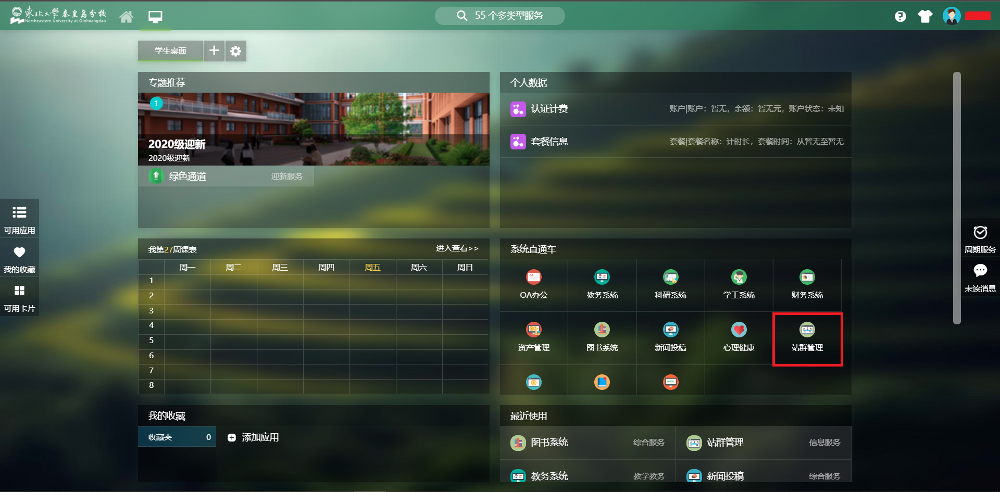 東北大学秦皇岛分校
Northeastern University at Qinhuangdao
55 个多类型服务
学生桌面
专题推荐
1
2020级迎新
2020级迎新
绿色通道 迎新服务
个人数据
认证计费 账户|账户：暂无，余额：暂无元，账户状态：未知
套餐信息 套餐|套餐名称：计时长，套餐时间：从暂无至暂无
可用应用
我的收藏
可用卡片
我第27周课表 进入查看>>
周一 周二 周三 周四 周五 周六 周日
1
2
3
4
5
6
7
8
系统直通车
OA办公 教务系统 科研系统 学工系统 财务系统
资产管理 图书系统 新闻投稿 心理健康 站群管理
周期服务
未读消息
我的收藏
收藏夹 0
添加应用
最近使用
图书系统 综合服务 站群管理 信息服务
教务系统 教学教务 新闻投稿 综合服务